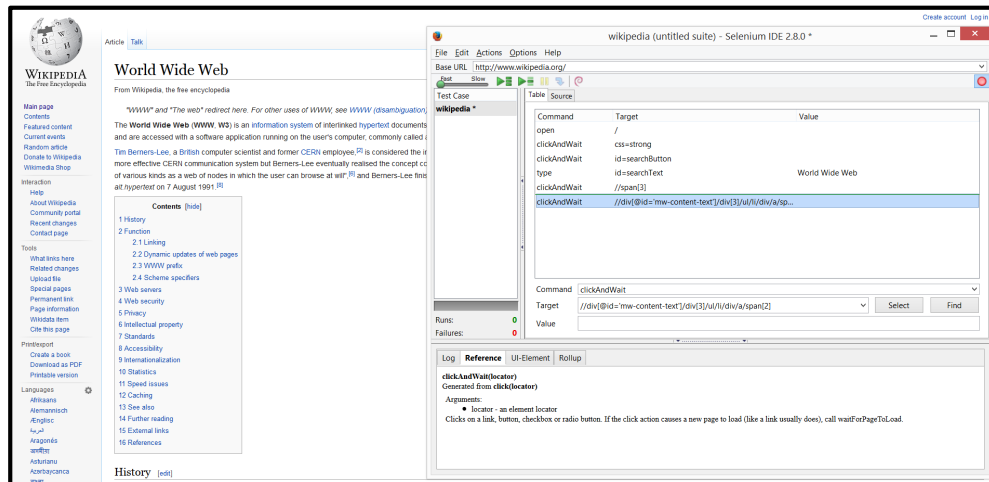 Create account Log in
WIKIPEDIA
The Free Encyclopedia
Main page
Contents
Featured content
Current events
Random article
Donate to Wikipedia
Wikimedia Shop
Interaction
Help
About Wikipedia
Community portal
Recent changes
Contact page
Tools
What links here
Related changes
Upload file
Special pages
Permanent link
Page information
Wikidata item
Cite this page
Print/export
Create a book
Download as PDF
Printable version
Languages
Afrikaans
Alemannisch
Ænglisc
العربية
Aragonés
Asturianu
Azərbaycanca
Article Talk
World Wide Web
From Wikipedia, the free encyclopedia
"WWW" and "The web" redirect here. For other uses of WWW, see WWW (disambiguation)
The World Wide Web (WWW, W3) is an information system of interlinked hypertext documents
and are accessed with a software application running on the user's computer, commonly called
Tim Berners-Lee, a British computer scientist and former CERN employee,[2] is considered the i
more effective CERN communication system but Berners-Lee eventually realised the concept co
of various kinds as a web of nodes in which the user can browse at will",[6] and Berners-Lee finis
alt.hypertext on 7 August 1991.[8]
Contents [hide]
1 History
2 Function
2.1 Linking
2.2 Dynamic updates of web pages
2.3 WWW prefix
2.4 Scheme specifiers
3 Web servers
4 Web security
5 Privacy
6 Intellectual property
7 Standards
8 Accessibility
9 Internationalization
10 Statistics
11 Speed issues
12 Caching
13 See also
14 Further reading
15 External links
16 References
History [edit]
wikipedia (untitled suite) - Selenium IDE 2.8.0 *
File Edit Actions Options Help
Base URL http://www.wikipedia.org/
Fast Slow
Test Case
wikipedia *
Runs: 0
Failures: 0
Table Source
Command Target Value
open /
clickAndWait css=strong
clickAndWait id=searchButton
type id=searchText World Wide Web
clickAndWait //span[3]
clickAndWait //div[@id='mw-content-text']/div[3]/ul/li/div/a/sp...
Command clickAndWait
Target //div[@id='mw-content-text']/div[3]/ul/li/div/a/span[2] Select Find
Value
Log Reference UI-Element Rollup
clickAndWait(locator)
Generated from click(locator)
Arguments:
• locator - an element locator
Clicks on a link, button, checkbox or radio button. If the click action causes a new page to load (like a link usually does), call waitForPageToLoad.